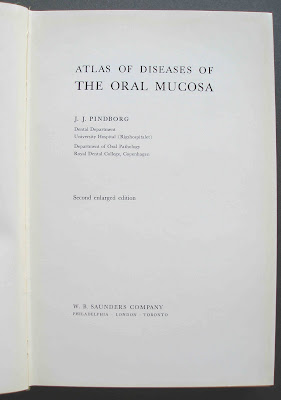 ATLAS OF DISEASES OF
THE ORAL MUCOSA
J. J. PINDBORG
Dental Department
University Hospital (Rigshospitalet)
Department of Oral Pathology
Royal Dental College, Copenhagen
Second enlarged edition
W. B. SAUNDERS COMPANY
PHILADELPHIA · LONDON · TORONTO